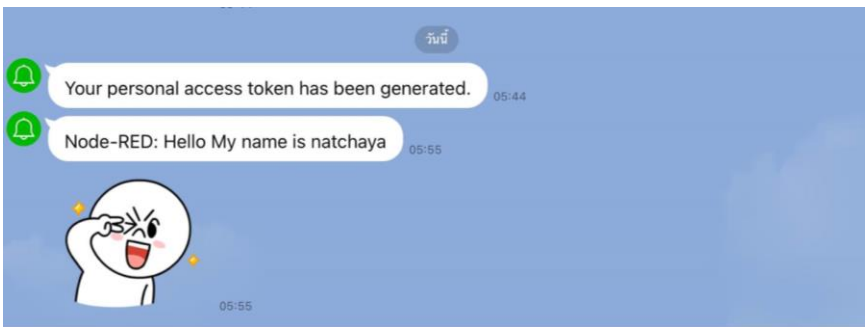 วันนี้
Your personal access token has been generated.
05:44
Node-RED: Hello My name is natchaya
05:55
05:55